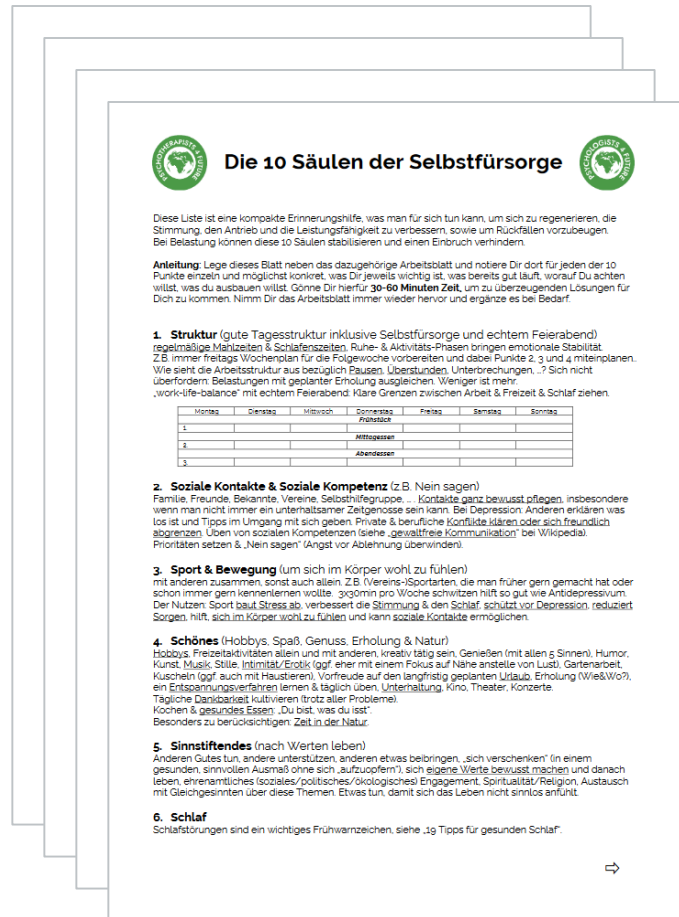 PSYCHOTHERAPISTS 4 FUTURE
Die 10 Säulen der Selbstfürsorge
PSYCHOLOGISTS 4 FUTURE
Diese Liste ist eine kompakte Erinnerungshilfe, was man für sich tun kann, um sich zu regenerieren, die
Stimmung, den Antrieb und die Leistungsfähigkeit zu verbessern, sowie um Rückfällen vorzubeugen.
Bei Belastung können diese 10 Säulen stabilisieren und einen Einbruch verhindern.
Anleitung: Lege dieses Blatt neben das dazugehörige Arbeitsblatt und notiere Dir dort für jeden der 10
Punkte einzeln und möglichst konkret, was Dir jeweils wichtig ist, was bereits gut läuft, worauf Du achten
willst, was du ausbauen willst. Gönne Dir hierfür 30-60 Minuten Zeit, um zu überzeugenden Lösungen für
Dich zu kommen. Nimm Dir das Arbeitsblatt immer wieder hervor und ergänze es bei Bedarf.
1. Struktur (gute Tagesstruktur inklusive Selbstfürsorge und echtem Feierabend)
regelmäßige Mahlzeiten & Schlafenszeiten, Ruhe- & Aktivitäts-Phasen bringen emotionale Stabilität.
Z.B. immer freitags Wochenplan für die Folgewoche vorbereiten und dabei Punkte 2, 3 und 4 miteinplanen..
Wie sieht die Arbeitsstruktur aus bezüglich Pausen, Überstunden, Unterbrechungen, ..? Sich nicht
überfordern: Belastungen mit geplanter Erholung ausgleichen. Weniger ist mehr.
„work-life-balance" mit echtem Feierabend: Klare Grenzen zwischen Arbeit & Freizeit & Schlaf ziehen.
Montag Dienstag Mittwoch Donnerstag Freitag Samstag Sonntag
Frühstück
1.
Mittagessen
2.
Abendessen
3.
2. Soziale Kontakte & Soziale Kompetenz (z.B. Nein sagen)
Familie, Freunde, Bekannte, Vereine, Selbsthilfegruppe, .. . Kontakte ganz bewusst pflegen, insbesondere
wenn man nicht immer ein unterhaltsamer Zeitgenosse sein kann. Bei Depression: Anderen erklären was
los ist und Tipps im Umgang mit sich geben. Private & berufliche Konflikte klären oder sich freundlich
abgrenzen. Üben von sozialen Kompetenzen (siehe „gewaltfreie Kommunikation" bei Wikipedia).
Prioritäten setzen & „Nein sagen" (Angst vor Ablehnung überwinden).
3. Sport & Bewegung (um sich im Körper wohl zu fühlen)
mit anderen zusammen, sonst auch allein. Z.B. (Vereins-)Sportarten, die man früher gern gemacht hat oder
schon immer gern kennenlernen wollte. 3x30min pro Woche schwitzen hilft so gut wie Antidepressivum.
Der Nutzen: Sport baut Stress ab, verbessert die Stimmung & den Schlaf, schützt vor Depression, reduziert
Sorgen, hilft, sich im Körper wohl zu fühlen und kann soziale Kontakte ermöglichen.
4. Schönes (Hobbys, Spaß, Genuss, Erholung & Natur)
Hobbys, Freizeitaktivitäten allein und mit anderen, kreativ tätig sein, Genießen (mit allen 5 Sinnen), Humor,
Kunst, Musik, Stille, Intimität/Erotik (ggf. eher mit einem Fokus auf Nähe anstelle von Lust), Gartenarbeit,
Kuscheln (ggf. auch mit Haustieren), Vorfreude auf den langfristig geplanten Urlaub, Erholung (Wie&Wo?),
ein Entspannungsverfahren lernen & täglich üben, Unterhaltung, Kino, Theater, Konzerte.
Tägliche Dankbarkeit kultivieren (trotz aller Probleme).
Kochen & gesundes Essen: „Du bist, was du isst".
Besonders zu berücksichtigen: Zeit in der Natur.
5. Sinnstiftendes (nach Werten leben)
Anderen Gutes tun, andere unterstützen, anderen etwas beibringen, „sich verschenken" (in einem
gesunden, sinnvollen Ausmaß ohne sich „aufzuopfern"), sich eigene Werte bewusst machen und danach
leben, ehrenamtliches (soziales/politisches/ökologisches) Engagement, Spiritualität/Religion, Austausch
mit Gleichgesinnten über diese Themen. Etwas tun, damit sich das Leben nicht sinnlos anfühlt.
6. Schlaf
Schlafstörungen sind ein wichtiges Frühwarnzeichen, siehe „19 Tipps für gesunden Schlaf".